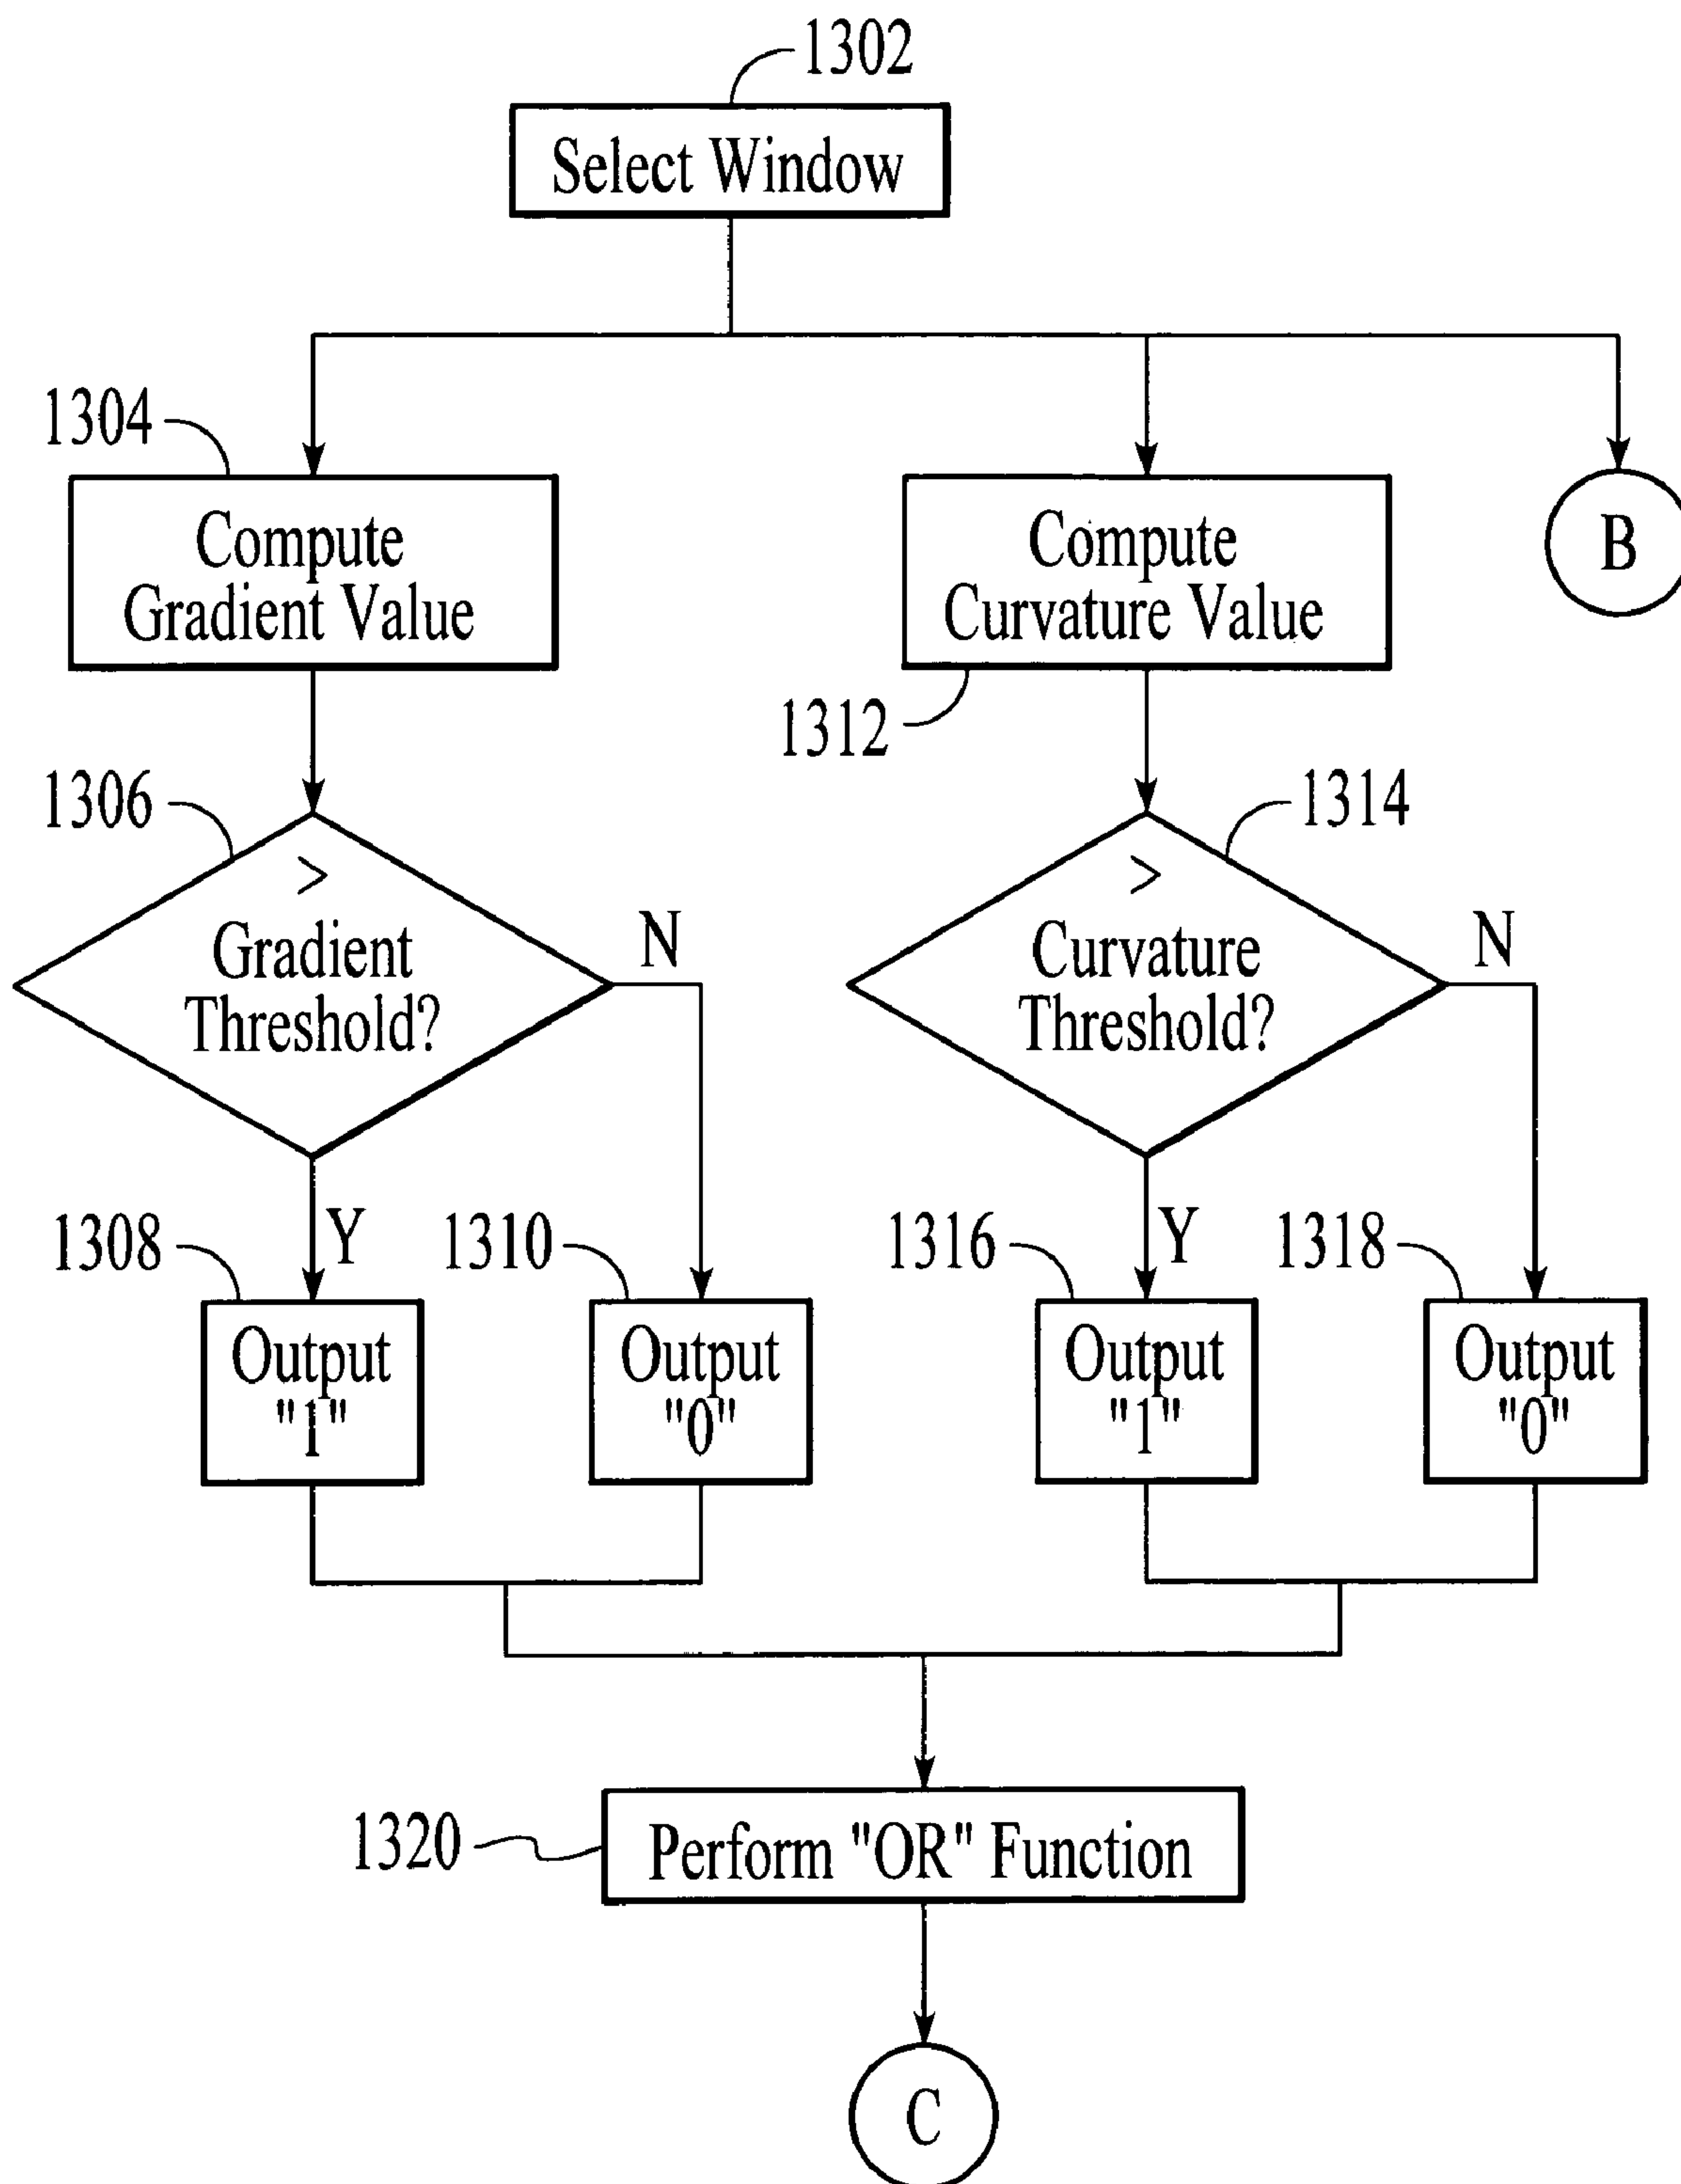 1302
Select Window
1304
Compute
Gradient Value
Compute
Curvature Value
B
1312
1306
>
Gradient
Threshold?
N
1314
>
Curvature
Threshold?
N
1308
Y
1310
1316
Y
1318
Output
"1"
Output
"0"
Output
"1"
Output
"0"
1320
Perform "OR" Function
C